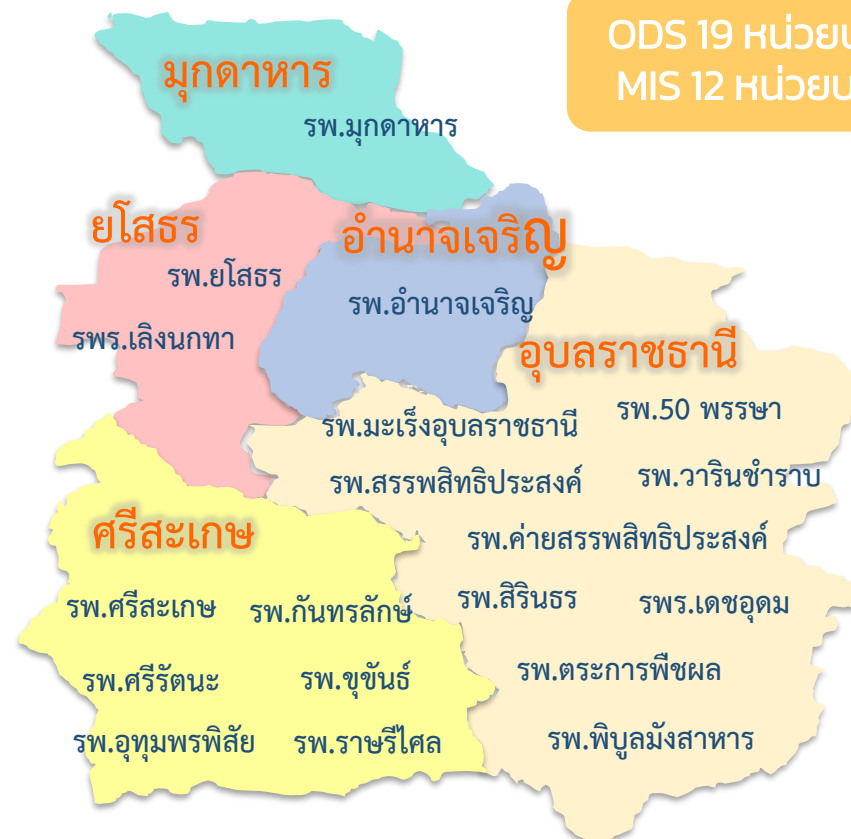 ODS 19 หน่วย
MIS 12 หน่วย
มุกดาหาร
รพ.มุกดาหาร
ยโสธร
รพ.ยโสธร
รพร.เลิงนกทา
อำนาจเจริญ
รพ.อำนาจเจริญ
อุบลราชธานี
รพ.50 พรรษา
รพ.มะเร็งอุบลราชธานี
รพ.สรรพสิทธิประสงค์
รพ.วารินชำราบ
รพ.ค่ายสรรพสิทธิประสงค์
รพ.สิรินธร
รพร.เดชอุดม
รพ.ตระการพืชผล
รพ.พิบูลมังสาหาร
ศรีสะเกษ
รพ.ศรีสะเกษ
รพ.กันทรลักษ์
รพ.ศรีรัตนะ
รพ.ขุขันธ์
รพ.อุทุมพรพิสัย
รพ.ราษรีไศล